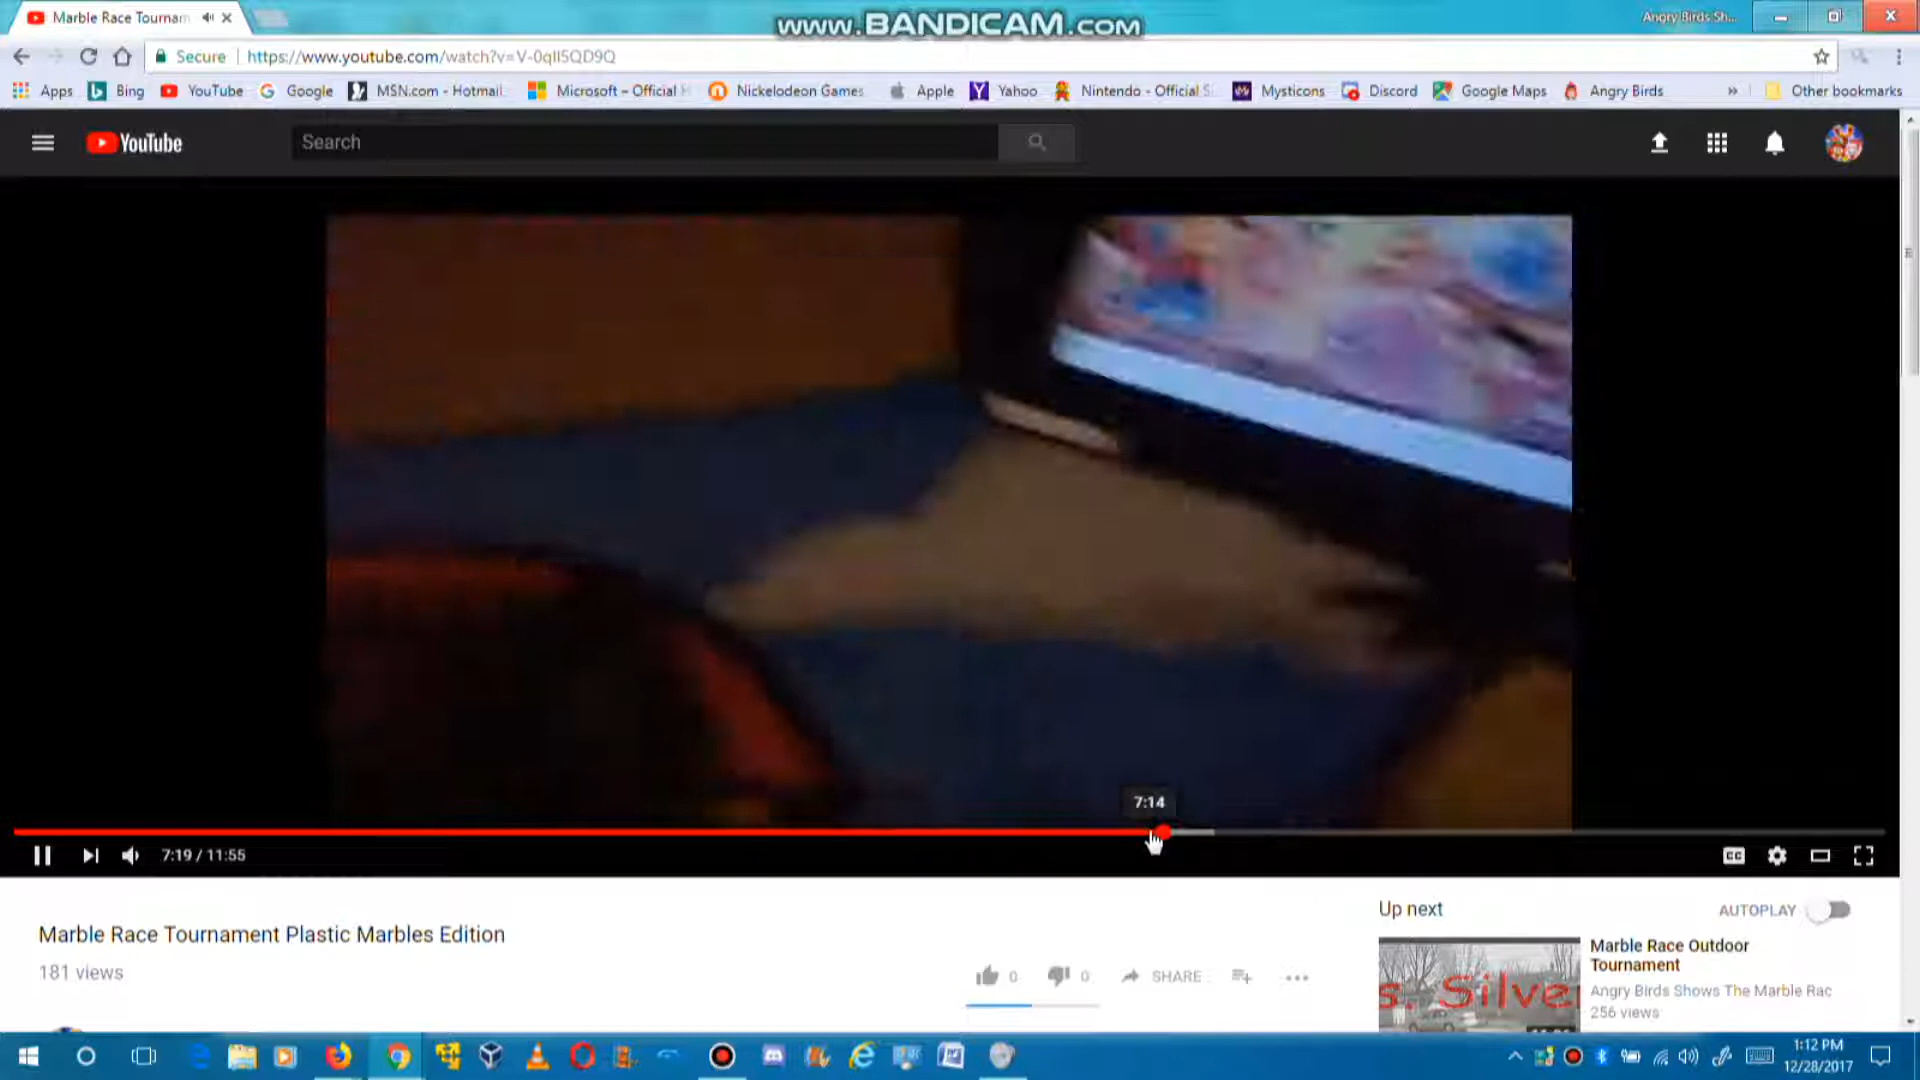 Marble Race Tournam
www.BANDICAM.com
Angry Birds Sh...
Secure
https://www.youtube.com/watch?v=V-0qII5QD9Q
Apps
Bing
YouTube
Google
MSN.com - Hotmail
Microsoft – Official H
Nickelodeon Games
Apple
Yahoo
Nintendo - Official S
Mysticons
Discord
Google Maps
Angry Birds
»
Other bookmarks
YouTube
Search
7:14
7:19 / 11:55
CC
Marble Race Tournament Plastic Marbles Edition
181 views
0
0
SHARE
Up next
AUTOPLAY
s. Silve
Marble Race Outdoor
Tournament
Angry Birds Shows The Marble Rac
256 views
1:12 PM
12/28/2017